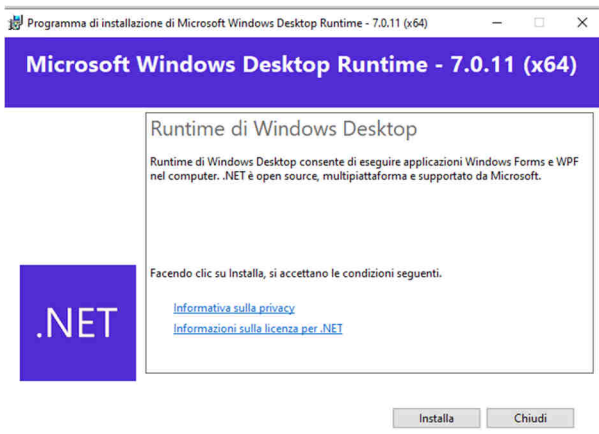 Programma di installazione di Microsoft Windows Desktop Runtime - 7.0.11 (x64)
Microsoft Windows Desktop Runtime - 7.0.11 (x64)
Runtime di Windows Desktop
Runtime di Windows Desktop consente di eseguire applicazioni Windows Forms e WPF
nel computer. .NET è open source, multipiattaforma e supportato da Microsoft.
Facendo clic su Installa, si accettano le condizioni seguenti.
Informativa sulla privacy
.NET
Informazioni sulla licenza per .NET
Installa
Chiudi